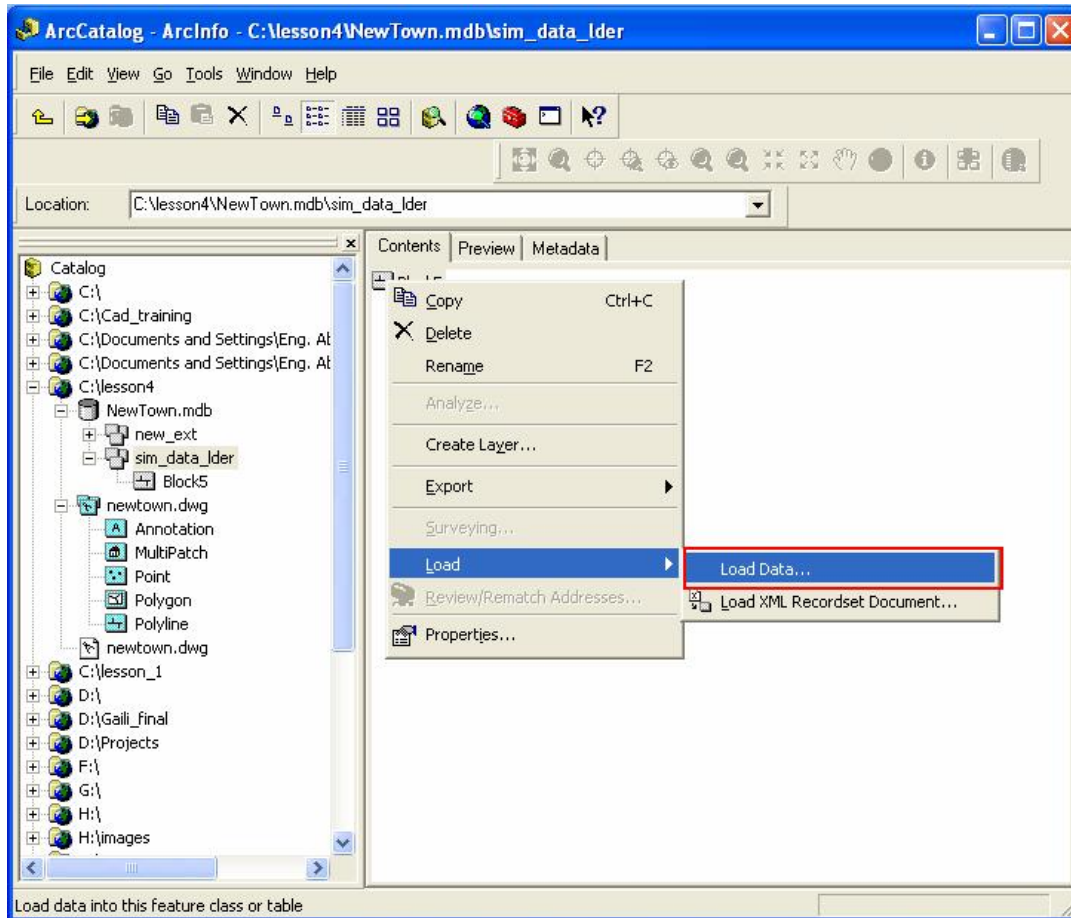 ArcCatalog - ArcInfo - C:\lesson4\NewTown.mdb\sim_data_lder
File Edit View Go Tools Window Help
Location: C:\lesson4\NewTown.mdb\sim_data_lder
Catalog
C:\
C:\Cad_training
C:\Documents and Settings\Eng. Al
C:\Documents and Settings\Eng. Al
C:\lesson4
NewTown.mdb
new_ext
sim_data_lder
Block5
newtown.dwg
Annotation
MultiPatch
Point
Polygon
Polyline
newtown.dwg
C:\lesson_1
D:\
D:\Gaili_final
D:\Projects
F:\
G:\
H:\
H:\images
Contents Preview Metadata
Copy Ctrl+C
Delete
Rename F2
Analyze...
Create Layer...
Export
Surveying...
Load
Review/Rematch Addresses...
Properties...
Load Data...
Load XML Recordset Document...
Load data into this feature class or table